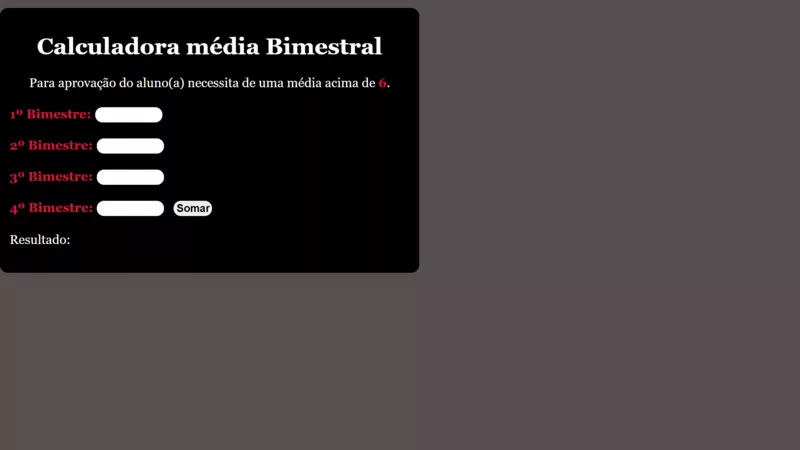 Calculadora média Bimestral
Para aprovação do aluno(a) necessita de uma média acima de 6.
1º Bimestre:
2º Bimestre:
3º Bimestre:
4º Bimestre: Somar
Resultado: